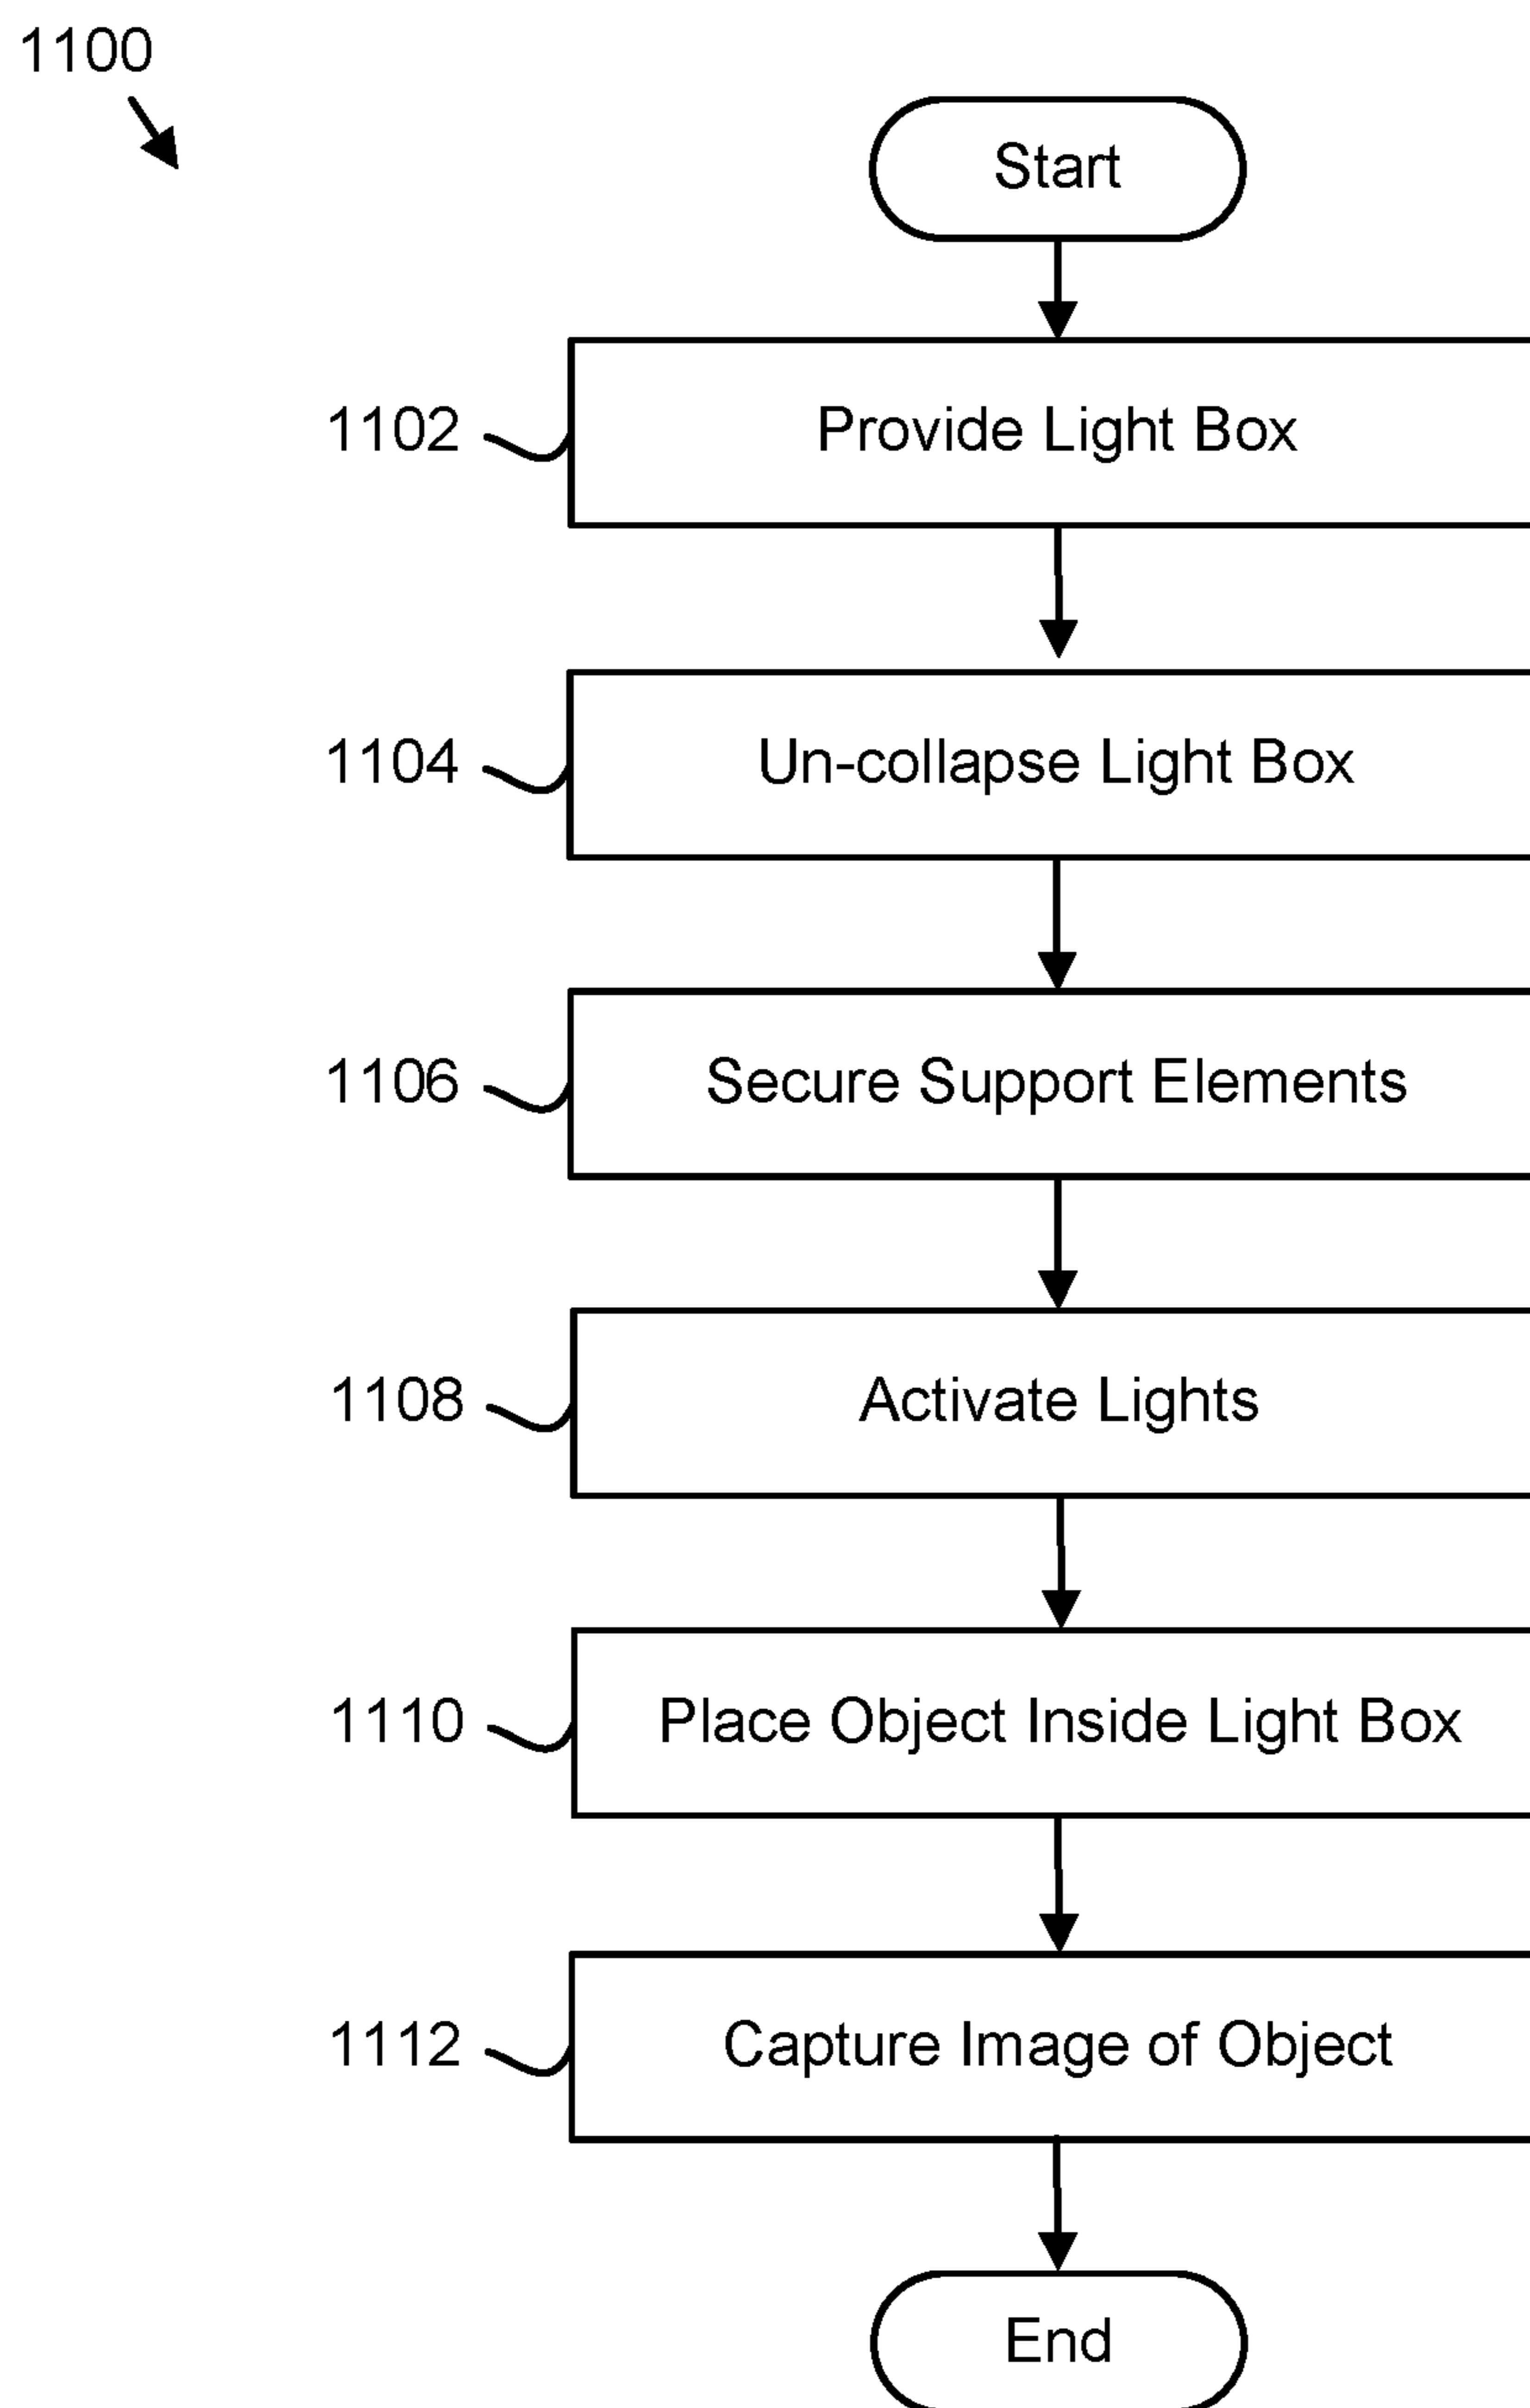 1100
Start
1102 Provide Light Box
1104 Un-collapse Light Box
1106 Secure Support Elements
1108 Activate Lights
1110 Place Object Inside Light Box
1112 Capture Image of Object
End